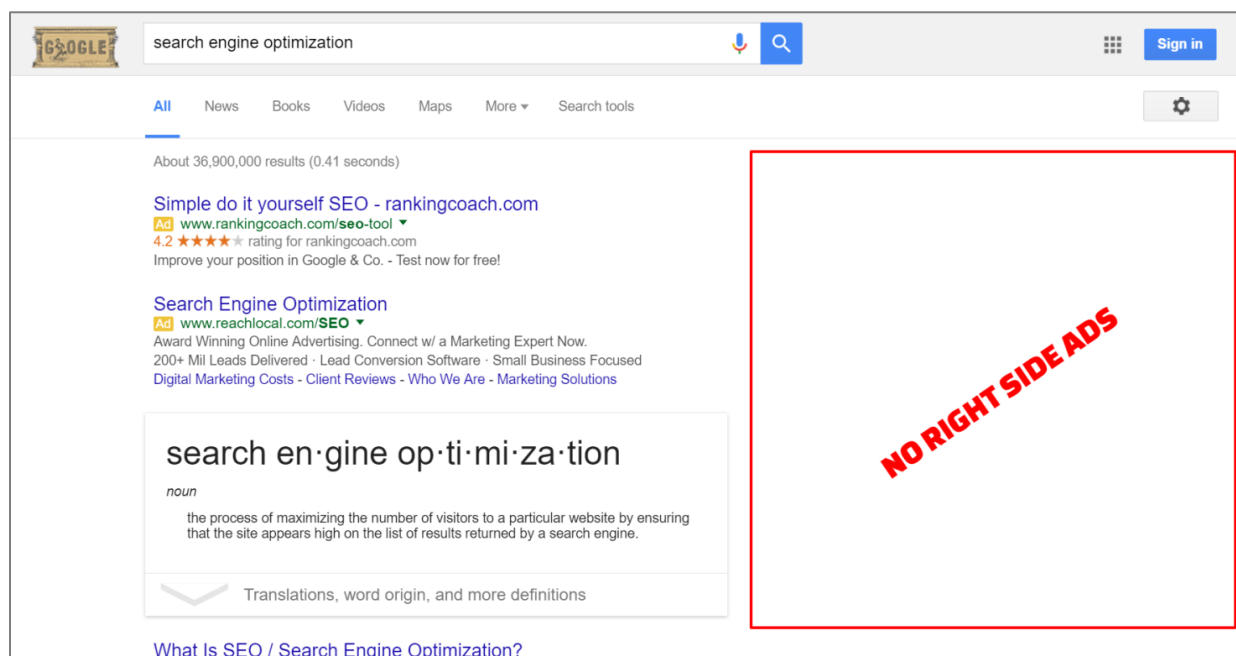 GOOGLE
search engine optimization
Sign in
All News Books Videos Maps More Search tools
About 36,900,000 results (0.41 seconds)
Simple do it yourself SEO - rankingcoach.com
Ad www.rankingcoach.com/seo-tool
4.2 ★★★★★ rating for rankingcoach.com
Improve your position in Google & Co. - Test now for free!
Search Engine Optimization
Ad www.reachlocal.com/SEO
Award Winning Online Advertising. Connect w/ a Marketing Expert Now.
200+ Mil Leads Delivered · Lead Conversion Software · Small Business Focused
Digital Marketing Costs - Client Reviews - Who We Are - Marketing Solutions
search en·gine op·ti·mi·za·tion
noun
the process of maximizing the number of visitors to a particular website by ensuring
that the site appears high on the list of results returned by a search engine.
Translations, word origin, and more definitions
What Is SEO / Search Engine Optimization?
NO RIGHT SIDE ADS